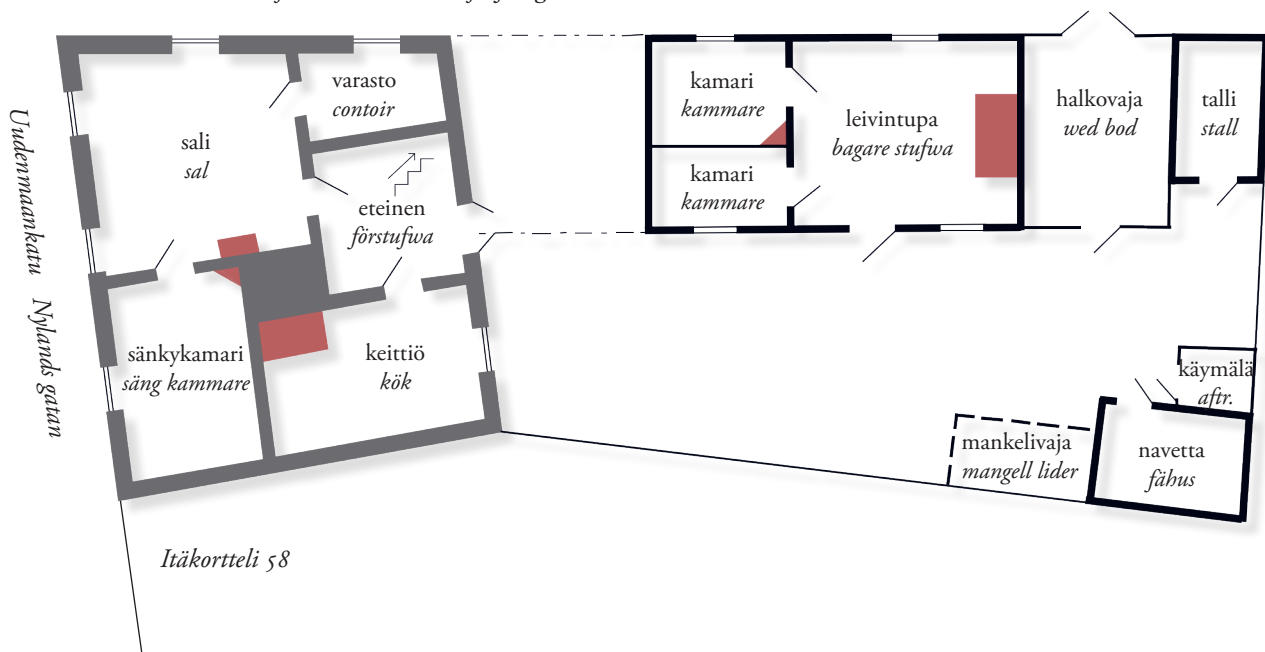 varasto
contoir
sali
sal
eteinen
förstufwa
sänkykamari
säng kammare
keittiö
kök
Uudenmaankatu Nylands gatan
kamari
kammare
kamari
kammare
leivintupa
bagare stufwa
halkovaja
wed bod
talli
stall
käymälä
aftr.
mankelivaja
mangell lider
navetta
fähus
Itäkortteli 58